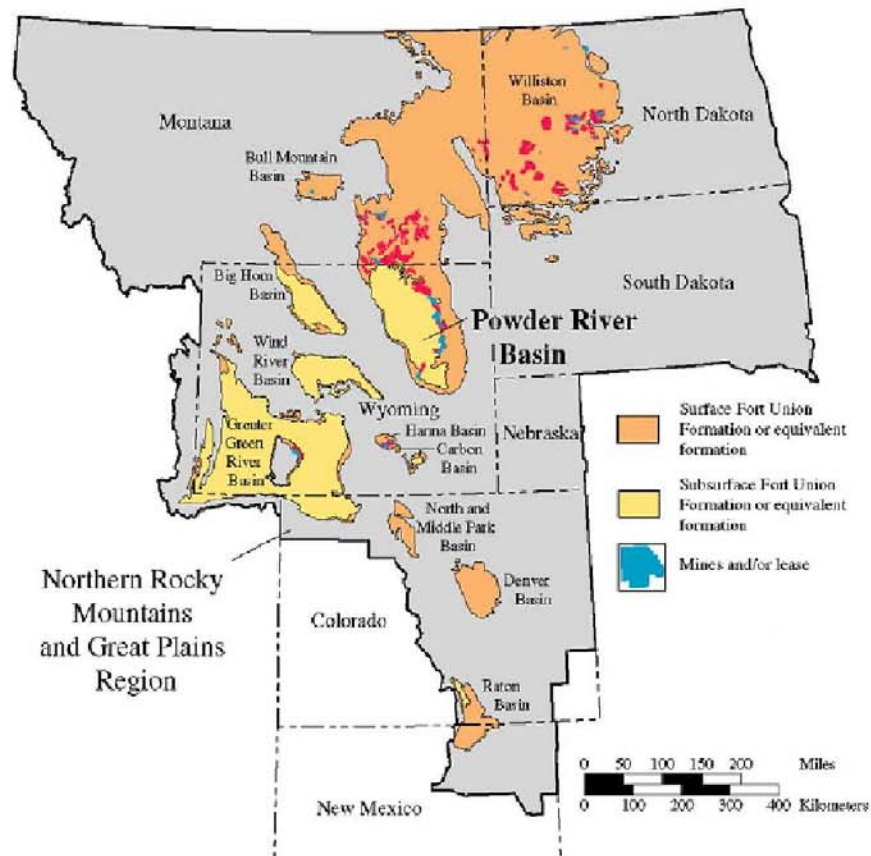 Williston
Basin
North Dakota
Montana
Bull Mountain
Basin
South Dakota
Big Horn
Basin
Powder River
Basin
Wind
River
Basin
Wyoming
Hanna Basin
Carbon
Basin
Nebraska
Greater
Green
River
Basin
Surface Fort Union
Formation or equivalent
formation
Subsurface Fort Union
Formation or equivalent
formation
Mines and/or lease
North and
Middle Park
Basin
Northern Rocky
Mountains
and Great Plains
Region
Denver
Basin
Colorado
Raton
Basin
New Mexico
0 50 100 150 200 Miles
0 100 200 300 400 Kilometers